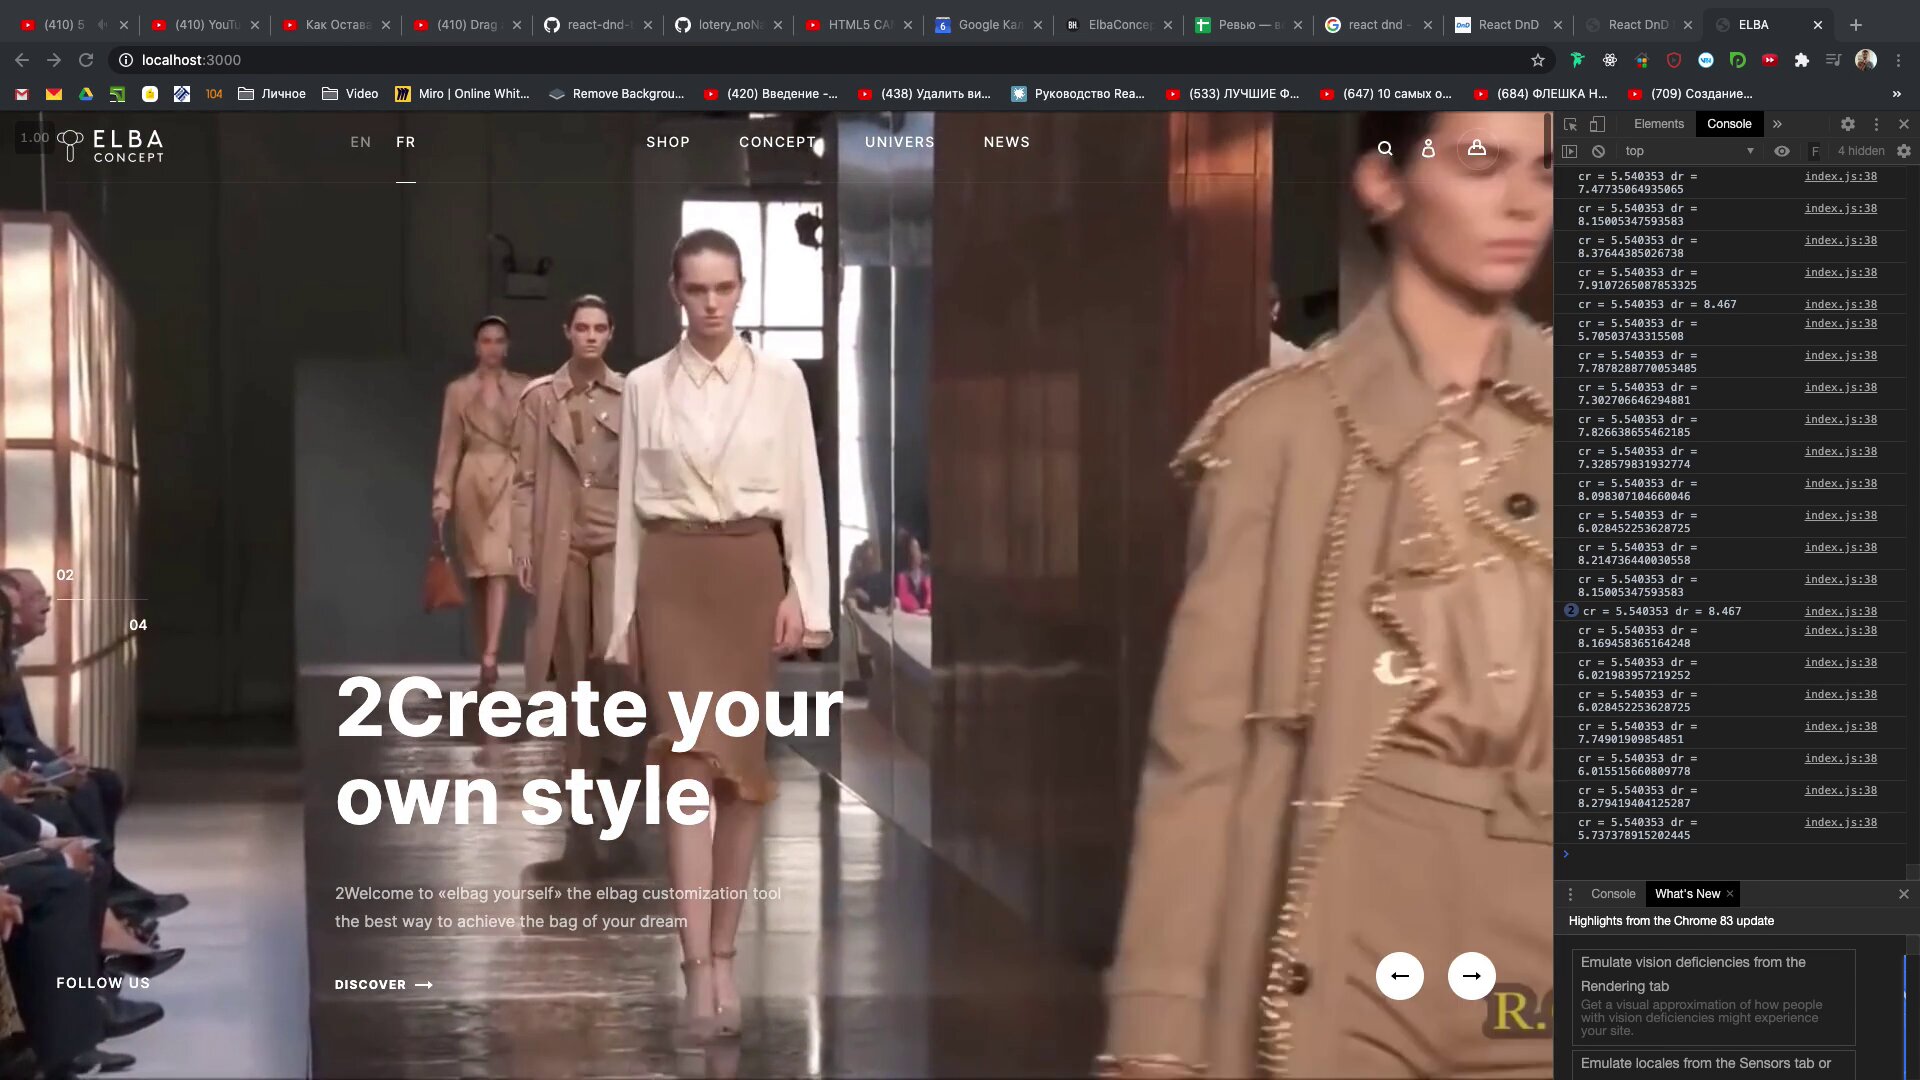 (410) 5
(410) YouTu
Как Остава
(410) Drag
react-dnd-t
lotery_noNa
HTML5 CAN
Google Кал
ElbaConcep
Ревью — в
react dnd -
React DnD
React DnD
ELBA
localhost:3000
104
Личное
Video
Miro | Online Whit...
Remove Backgrou...
(420) Введение -...
(438) Удалить ви...
Руководство Rea...
(533) ЛУЧШИЕ Ф...
(647) 10 самых о...
(684) ФЛЕШКА Н...
(709) Создание...
»
1.00
ELBA
CONCEPT
EN
FR
SHOP
CONCEPT
UNIVERS
NEWS
02
04
2Create your
own style
2Welcome to «elbag yourself» the elbag customization tool
the best way to achieve the bag of your dream
DISCOVER
FOLLOW US
R.
Elements
Console
»
top
F
4 hidden
cr = 5.540353 dr = index.js:38
7.47735064935065
cr = 5.540353 dr = index.js:38
8.15005347593583
cr = 5.540353 dr = index.js:38
8.37644385026738
cr = 5.540353 dr = index.js:38
7.9107265087853325
cr = 5.540353 dr = 8.467 index.js:38
cr = 5.540353 dr = index.js:38
5.70503743315508
cr = 5.540353 dr = index.js:38
7.7878288770053485
cr = 5.540353 dr = index.js:38
7.302706646294881
cr = 5.540353 dr = index.js:38
7.826638655462185
cr = 5.540353 dr = index.js:38
7.328579831932774
cr = 5.540353 dr = index.js:38
8.098307104660046
cr = 5.540353 dr = index.js:38
6.028452253628725
cr = 5.540353 dr = index.js:38
8.214736440030558
cr = 5.540353 dr = index.js:38
8.15005347593583
2 cr = 5.540353 dr = 8.467 index.js:38
cr = 5.540353 dr = index.js:38
8.169458365164248
cr = 5.540353 dr = index.js:38
6.021983957219252
cr = 5.540353 dr = index.js:38
6.028452253628725
cr = 5.540353 dr = index.js:38
7.74901909854851
cr = 5.540353 dr = index.js:38
6.015515660809778
cr = 5.540353 dr = index.js:38
8.279419404125287
cr = 5.540353 dr = index.js:38
5.737378915202445
Console
What's New
Highlights from the Chrome 83 update
Emulate vision deficiencies from the
Rendering tab
Get a visual approximation of how people
with vision deficiencies might experience
your site.
Emulate locales from the Sensors tab or